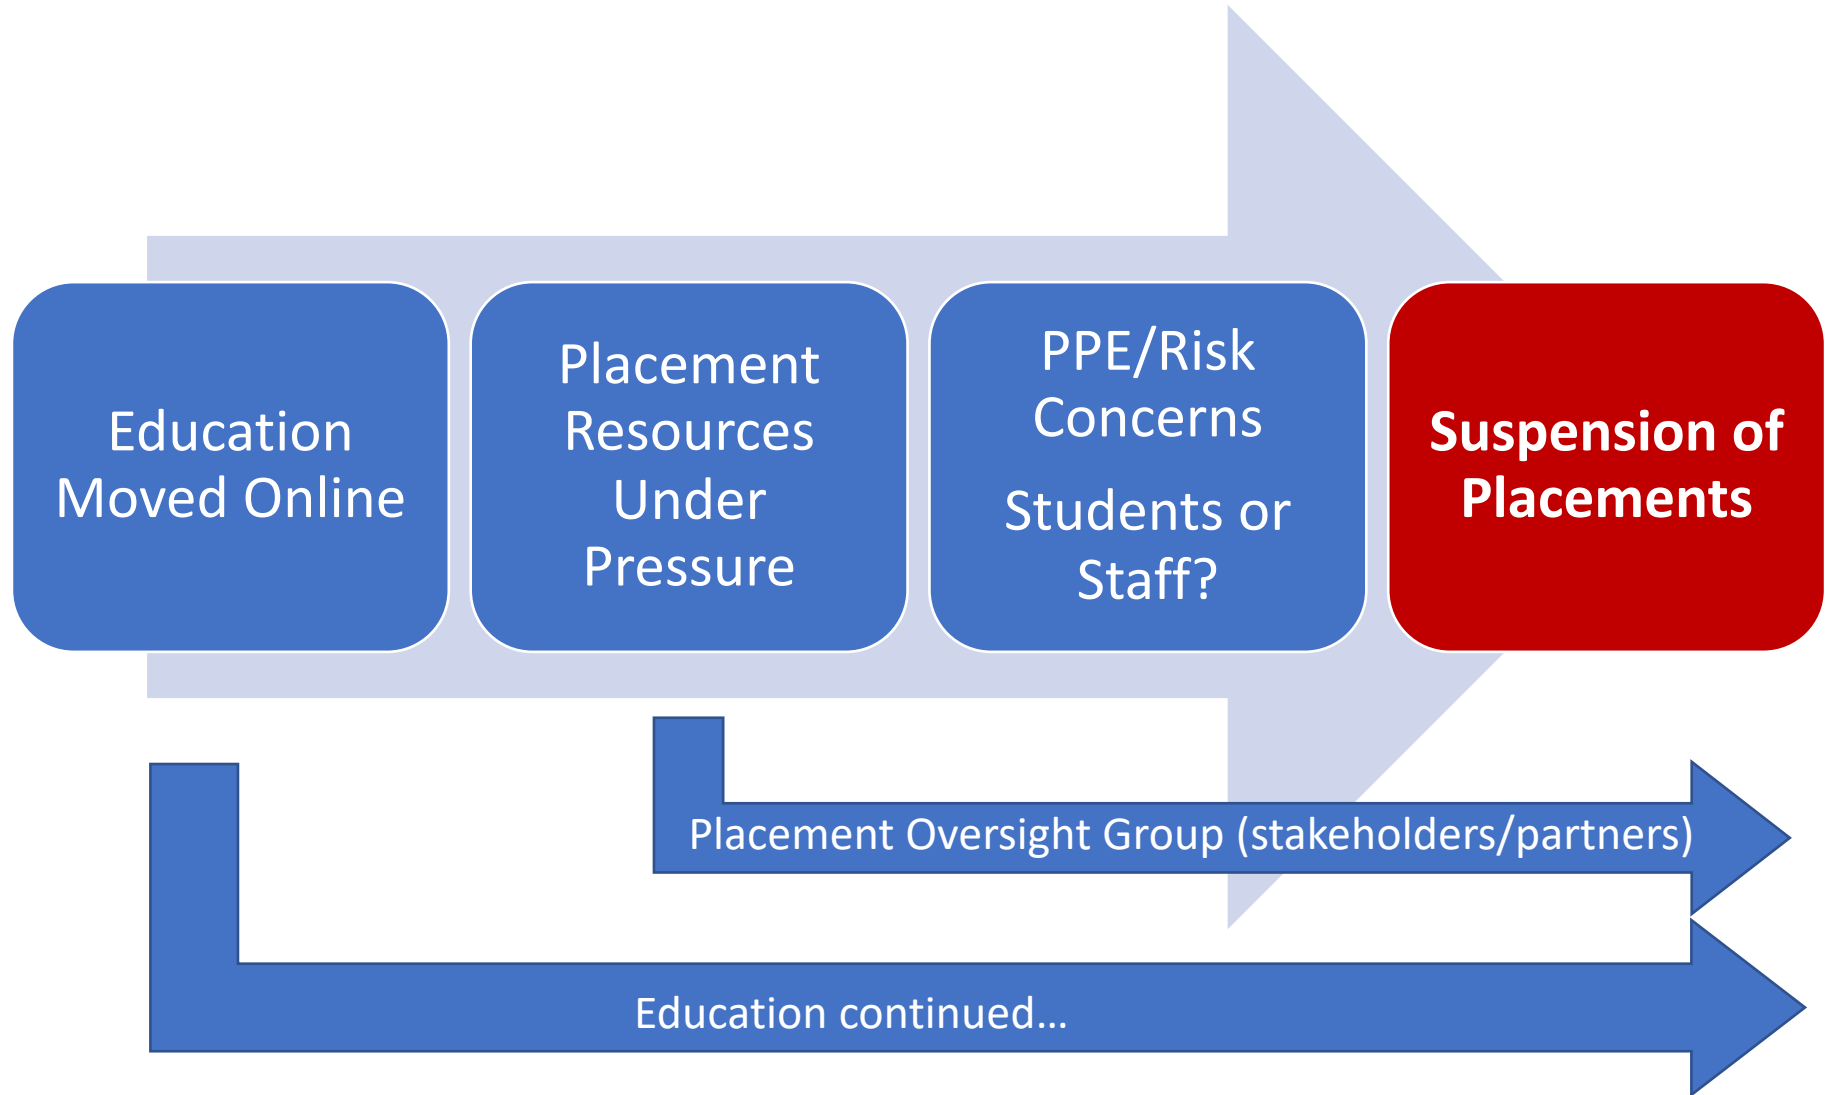 Education
Moved Online
Placement
Resources
Under
Pressure
PPE/Risk
Concerns
Students or
Staff?
Suspension of
Placements
Placement Oversight Group (stakeholders/partners)
Education continued…